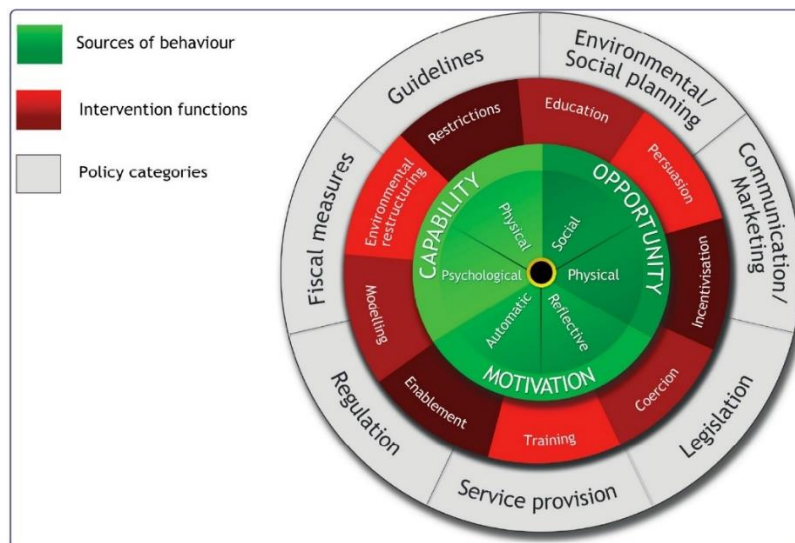 Sources of behaviour
Intervention functions
Policy categories
Guidelines
Environmental/
Social planning
Communication/
Marketing
Legislation
Service provision
Regulation
Fiscal measures
Restrictions
Education
Persuasion
Incentivisation
Coercion
Training
Enablement
Modelling
Environmental
restructuring
CAPABILITY
OPPORTUNITY
MOTIVATION
Physical
Social
Physical
Reflective
Automatic
Psychological